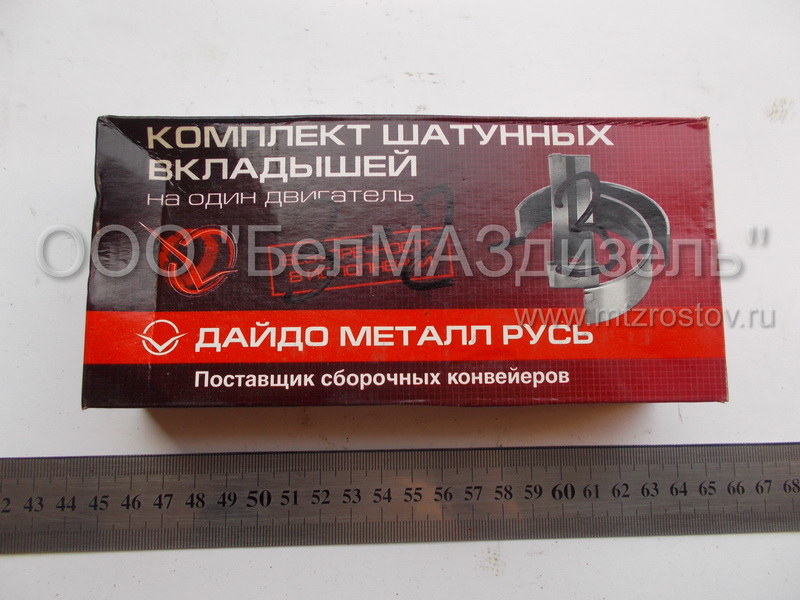 КОМПЛЕКТ ШАТУННЫХ
ВКЛАДЫШЕЙ
на один двигатель
ООО "БелМАЗдизель"
www.mtzrostov.ru
ДАЙДО МЕТАЛЛ РУСЬ
Поставщик сборочных конвейеров
2 43 44 45 46 47 48 49 50 51 52 53 54 55 56 57 58 59 60 61 62 63 64 65 66 67 68